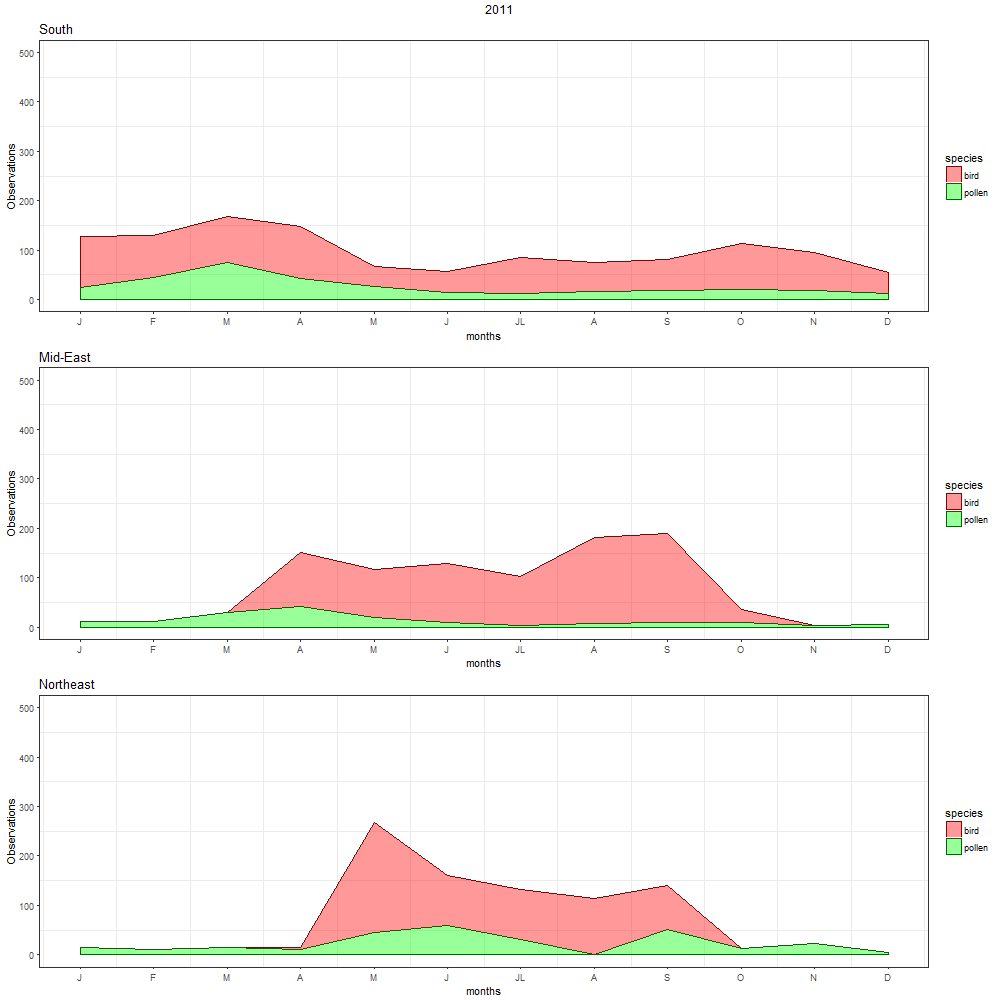 2011
South
500
400
300
200
100
0
Observations
J F M A M J JL A S O N D
months
species
bird
pollen
Mid-East
500
400
300
200
100
0
Observations
J F M A M J JL A S O N D
months
species
bird
pollen
Northeast
500
400
300
200
100
0
Observations
J F M A M J JL A S O N D
months
species
bird
pollen